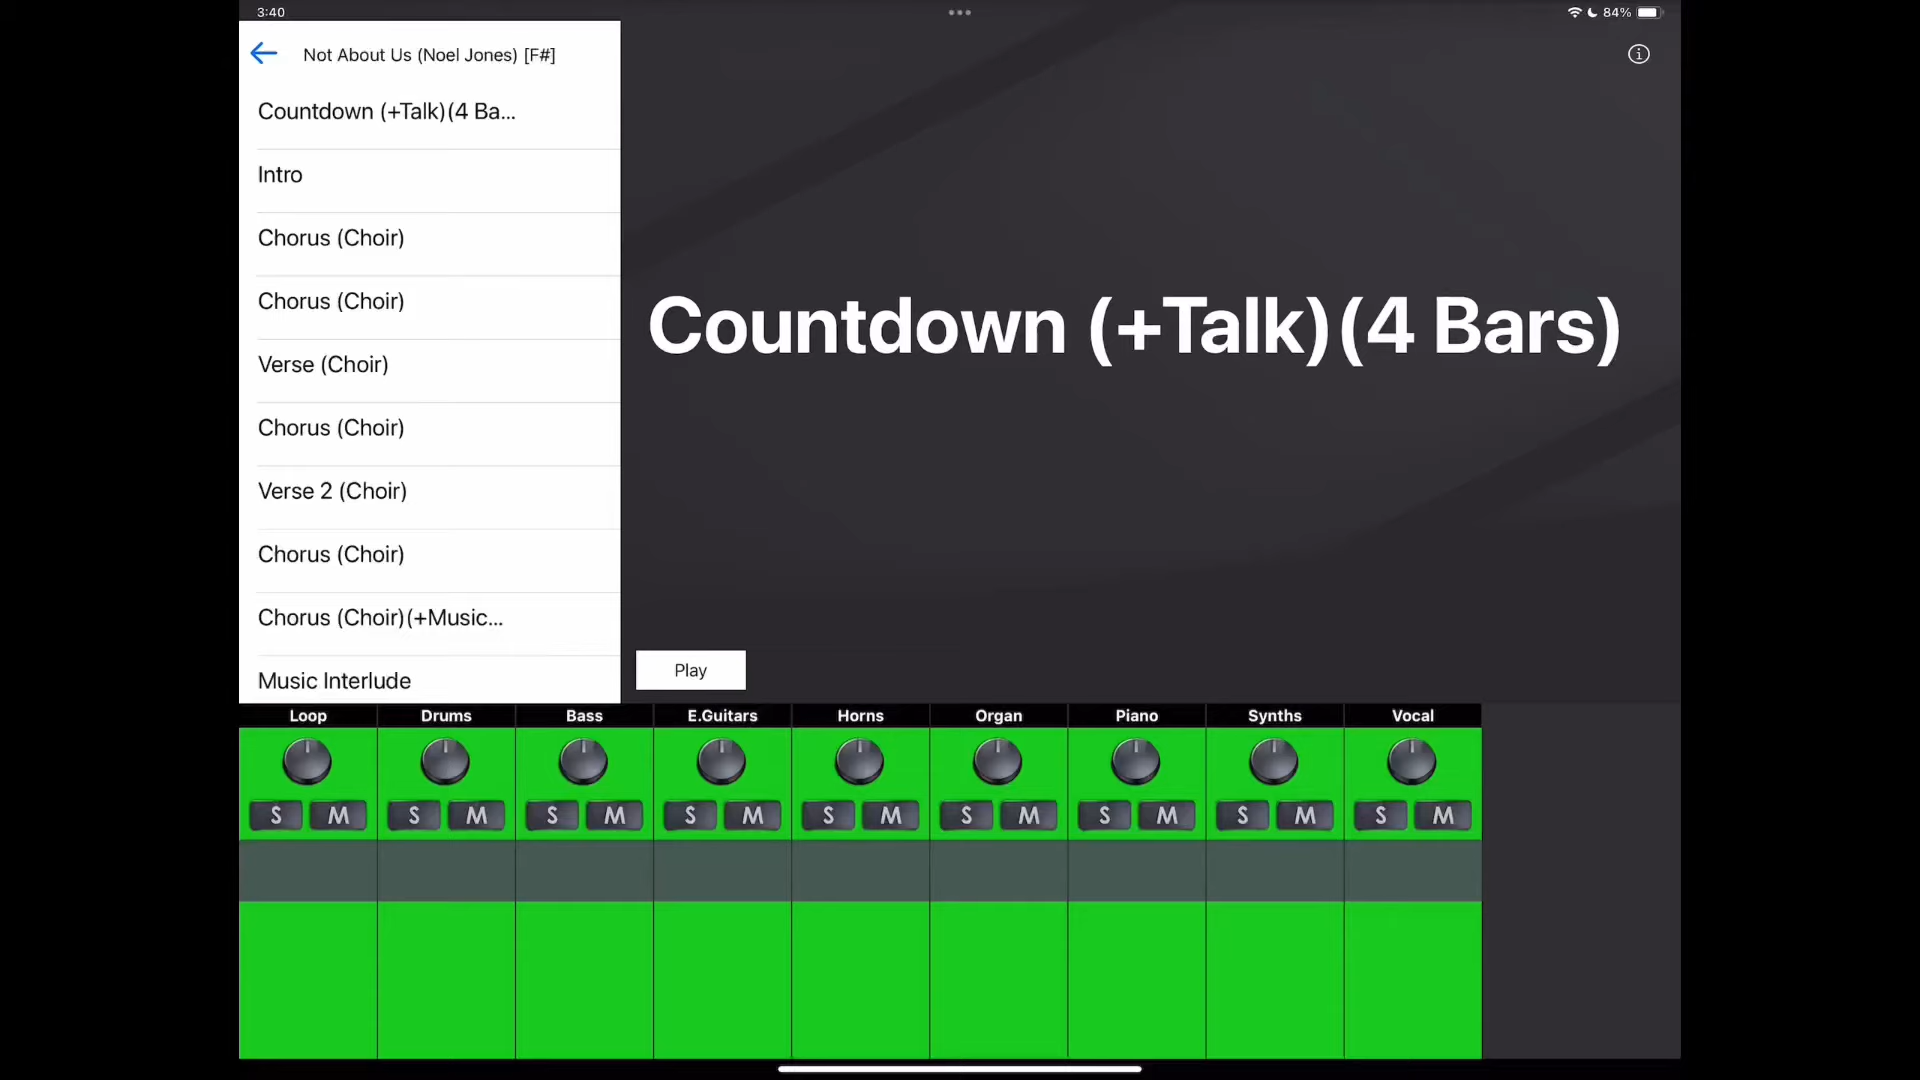 3:40
84%
Not About Us (Noel Jones) [F#]
Countdown (+Talk)(4 Ba...
Intro
Chorus (Choir)
Chorus (Choir)
Verse (Choir)
Chorus (Choir)
Verse 2 (Choir)
Chorus (Choir)
Chorus (Choir)(+Music...
Music Interlude
Countdown (+Talk)(4 Bars)
Play
Loop Drums Bass E.Guitars Horns Organ Piano Synths Vocal
S M S M S M S M S M S M S M S M S M